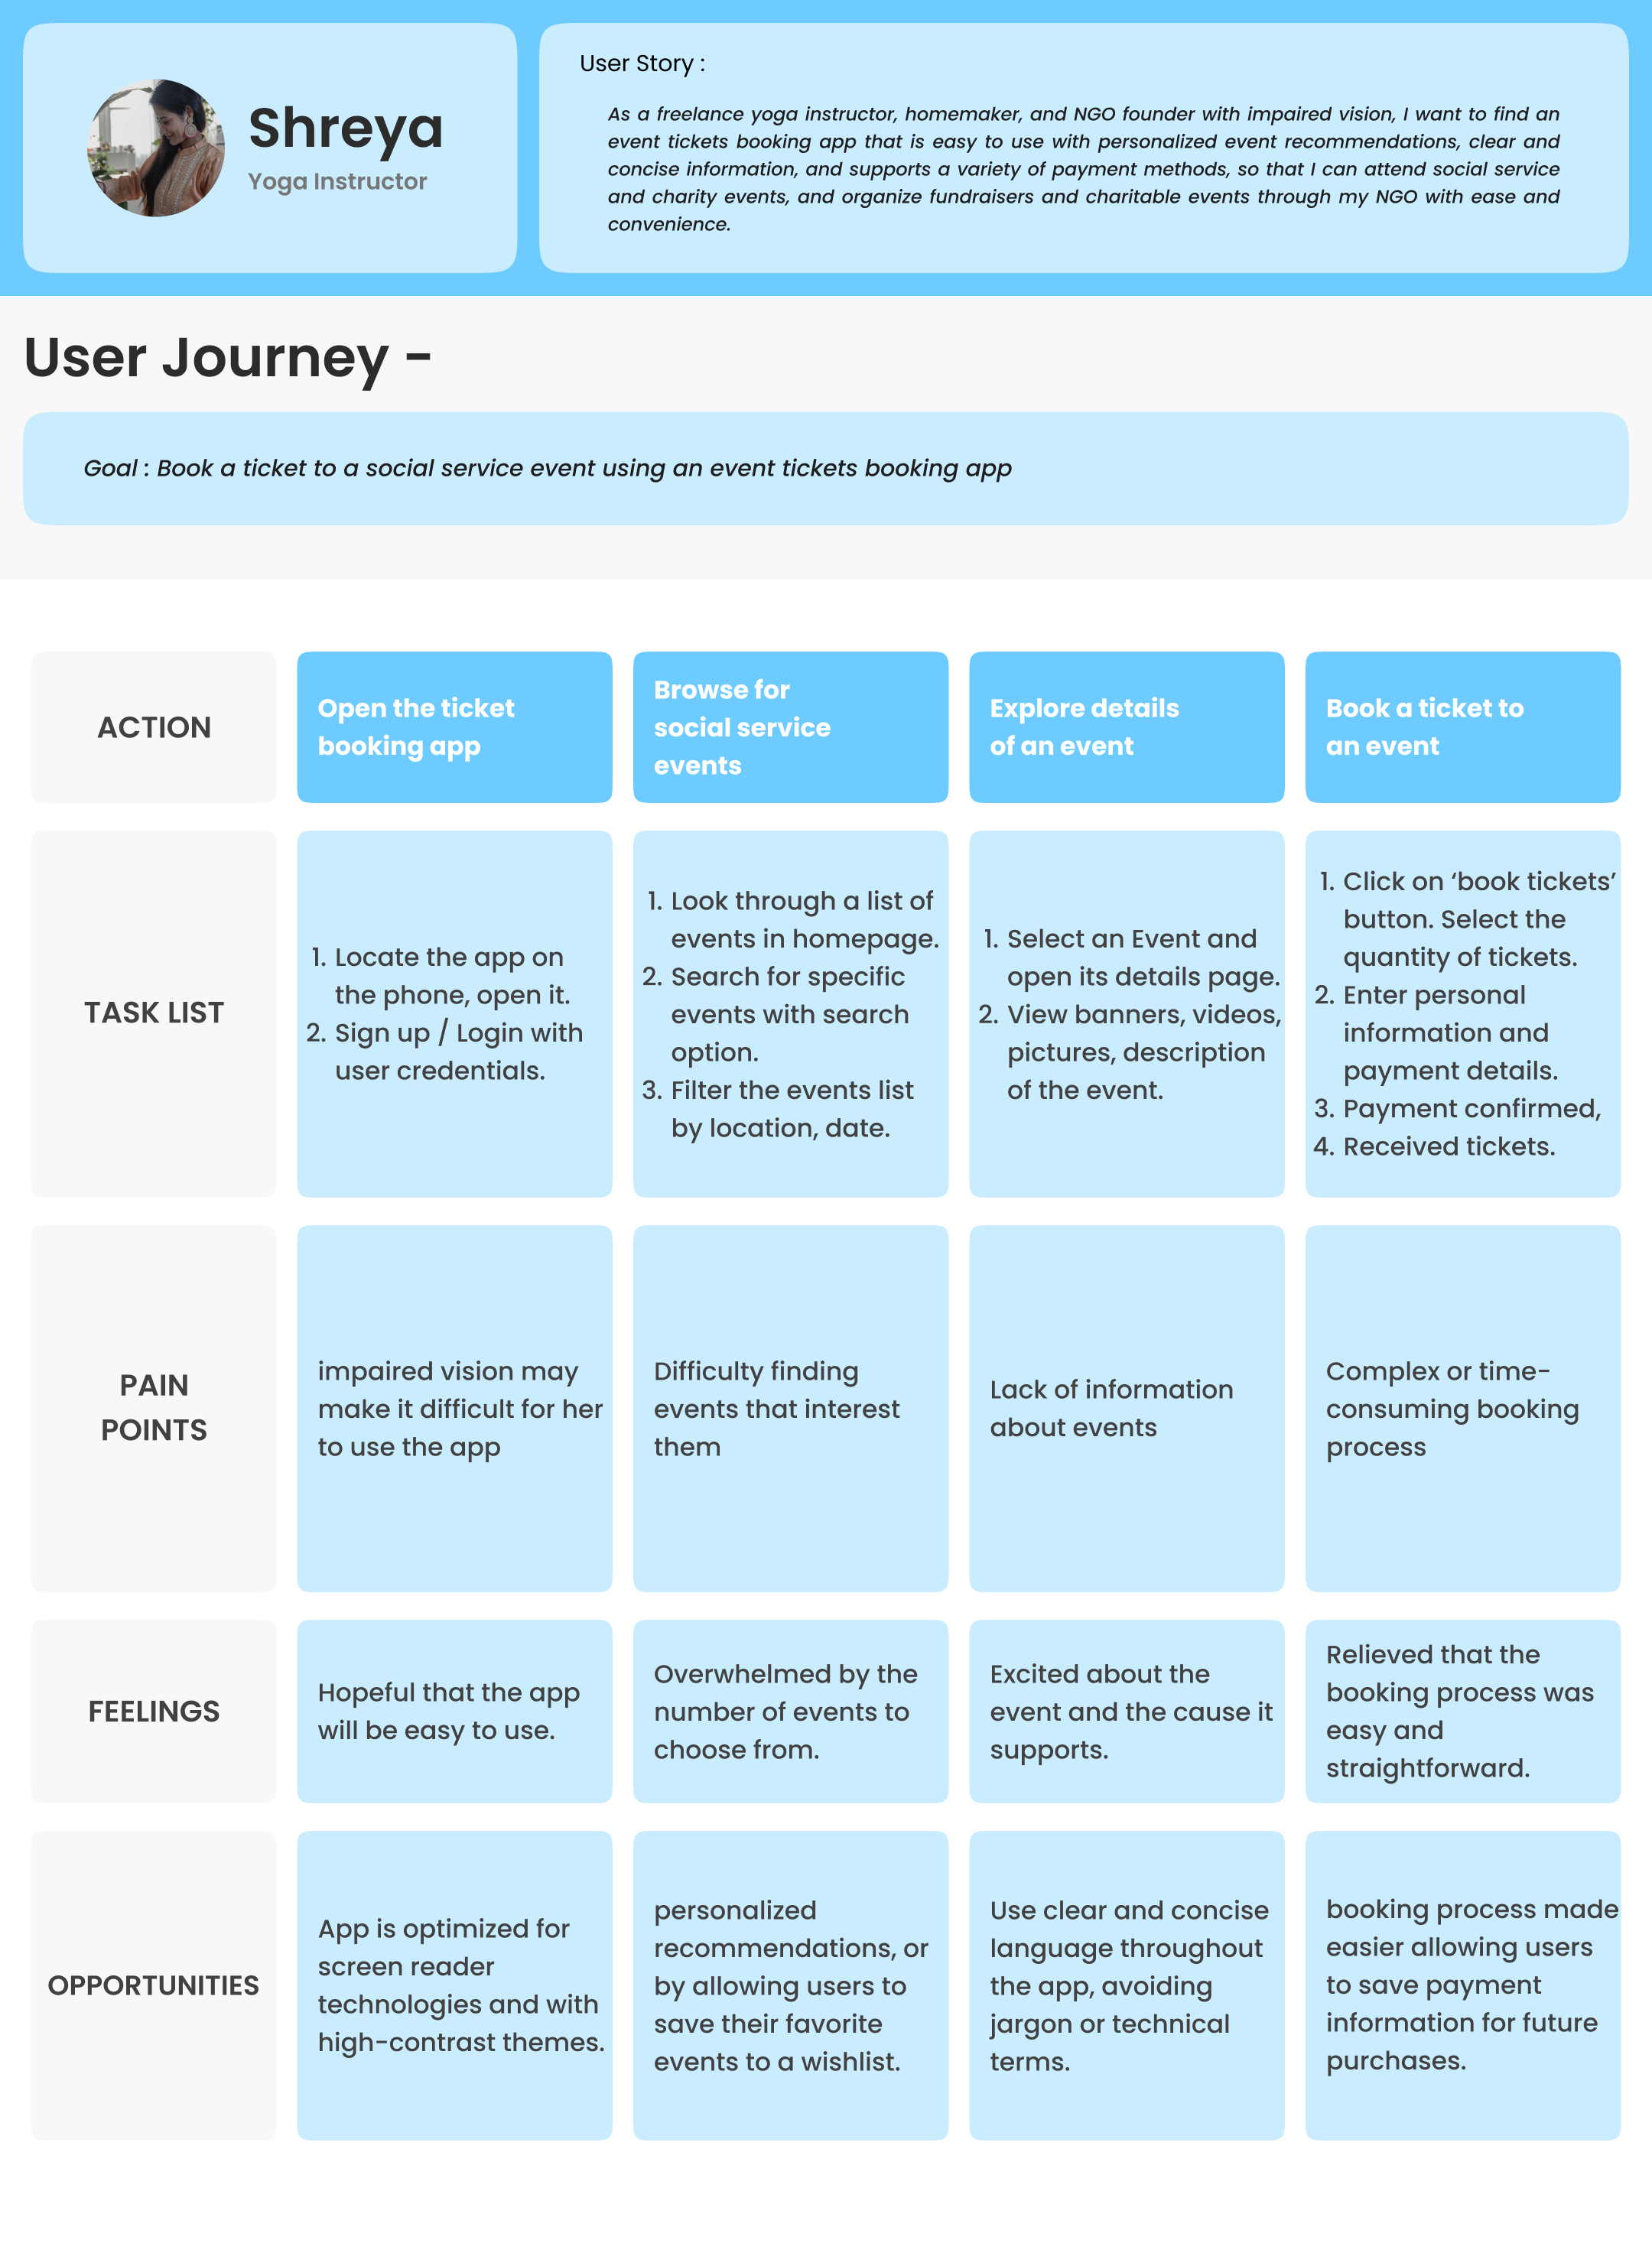 Shreya
Yoga Instructor
User Story :
As a freelance yoga instructor, homemaker, and NGO founder with impaired vision, I want to find an
event tickets booking app that is easy to use with personalized event recommendations, clear and
concise information, and supports a variety of payment methods, so that I can attend social service
and charity events, and organize fundraisers and charitable events through my NGO with ease and
convenience.
User Journey -
Goal : Book a ticket to a social service event using an event tickets booking app
ACTION
Open the ticket
booking app
Browse for
social service
events
Explore details
of an event
Book a ticket to
an event
TASK LIST
1. Locate the app on
the phone, open it.
2. Sign up / Login with
user credentials.
1. Look through a list of
events in homepage.
2. Search for specific
events with search
option.
3. Filter the events list
by location, date.
1. Select an Event and
open its details page.
2. View banners, videos,
pictures, description
of the event.
1. Click on ‘book tickets’
button. Select the
quantity of tickets.
2. Enter personal
information and
payment details.
3. Payment confirmed,
4. Received tickets.
PAIN
POINTS
impaired vision may
make it difficult for her
to use the app
Difficulty finding
events that interest
them
Lack of information
about events
Complex or time-
consuming booking
process
FEELINGS
Hopeful that the app
will be easy to use.
Overwhelmed by the
number of events to
choose from.
Excited about the
event and the cause it
supports.
Relieved that the
booking process was
easy and
straightforward.
OPPORTUNITIES
App is optimized for
screen reader
technologies and with
high-contrast themes.
personalized
recommendations, or
by allowing users to
save their favorite
events to a wishlist.
Use clear and concise
language throughout
the app, avoiding
jargon or technical
terms.
booking process made
easier allowing users
to save payment
information for future
purchases.